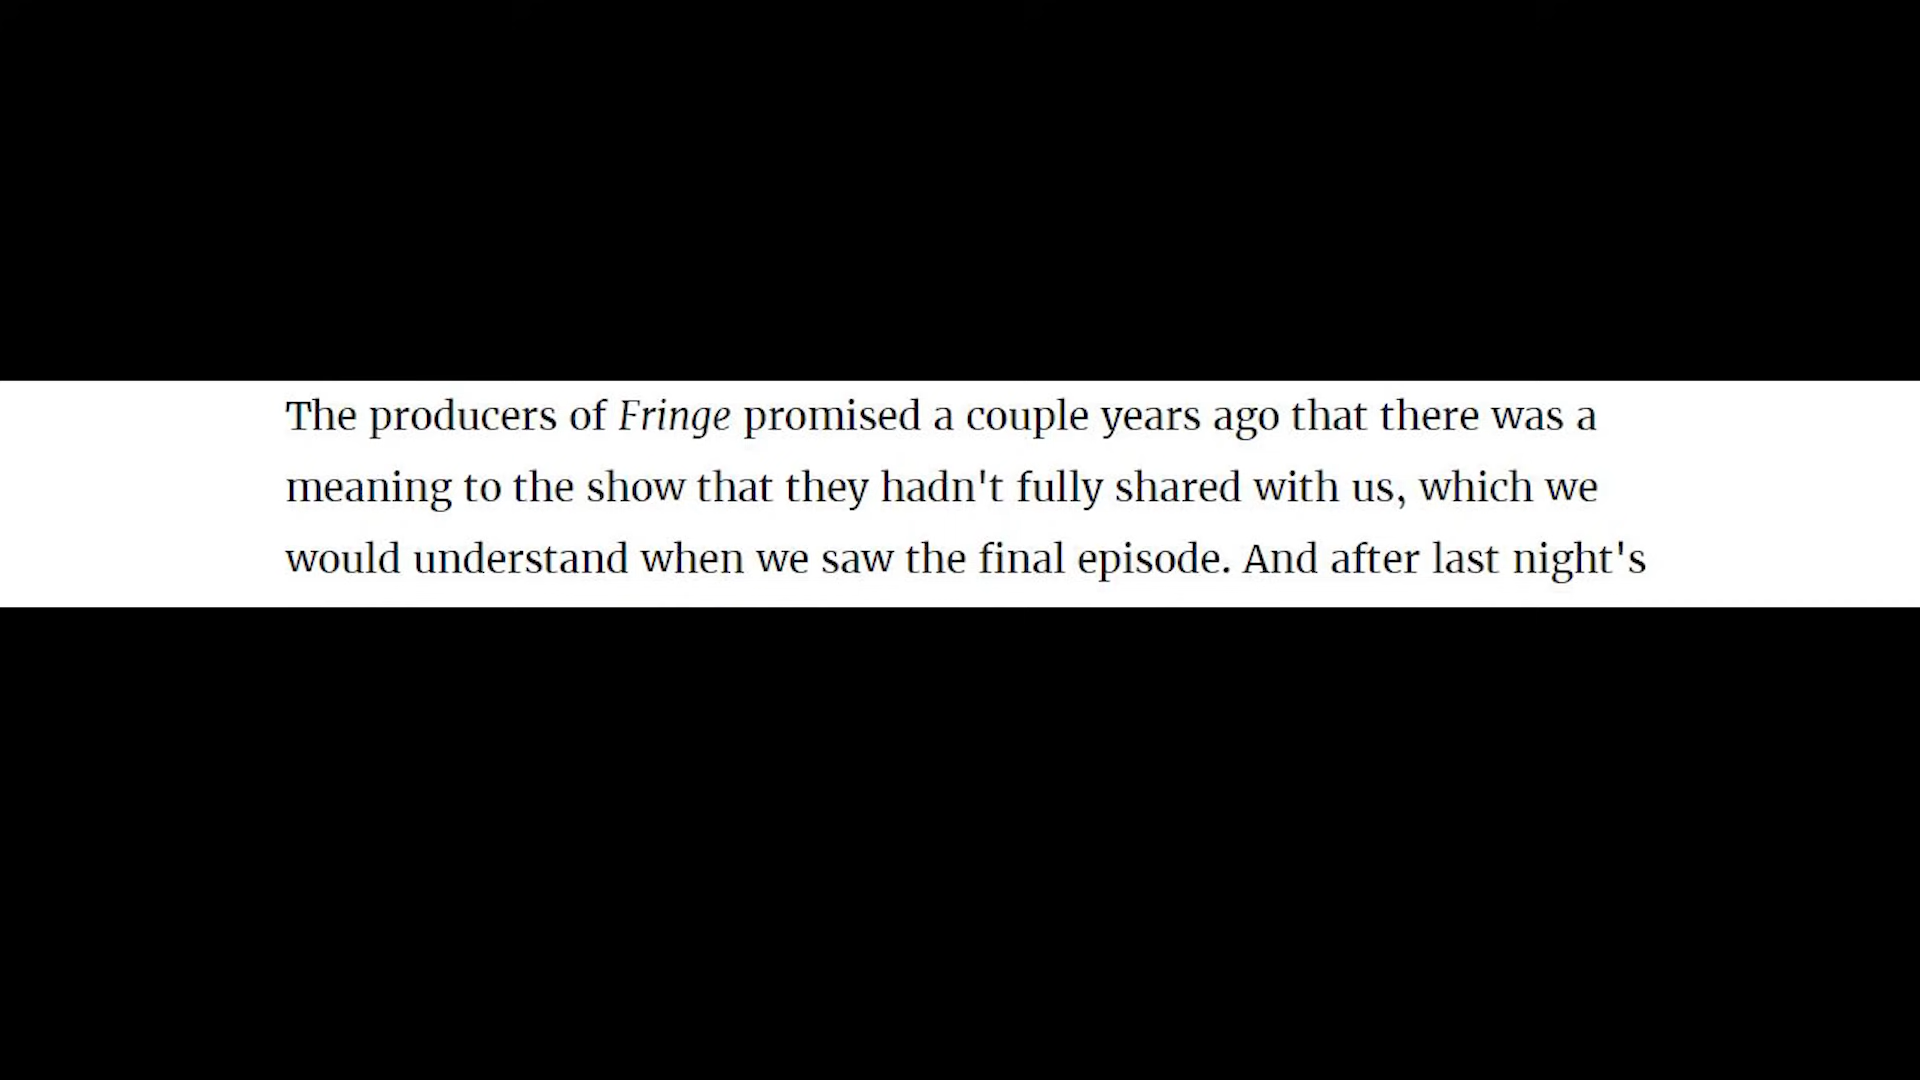 The producers of Fringe promised a couple years ago that there was a
meaning to the show that they hadn't fully shared with us, which we
would understand when we saw the final episode. And after last night's